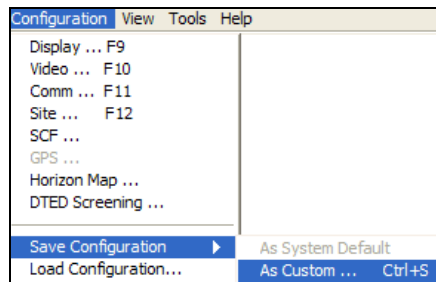 Configuration View Tools Help
Display ... F9
Video ... F10
Comm ... F11
Site ... F12
SCF ...
GPS ...
Horizon Map ...
DTED Screening ...
Save Configuration
As System Default
Load Configuration...
As Custom ... Ctrl+S